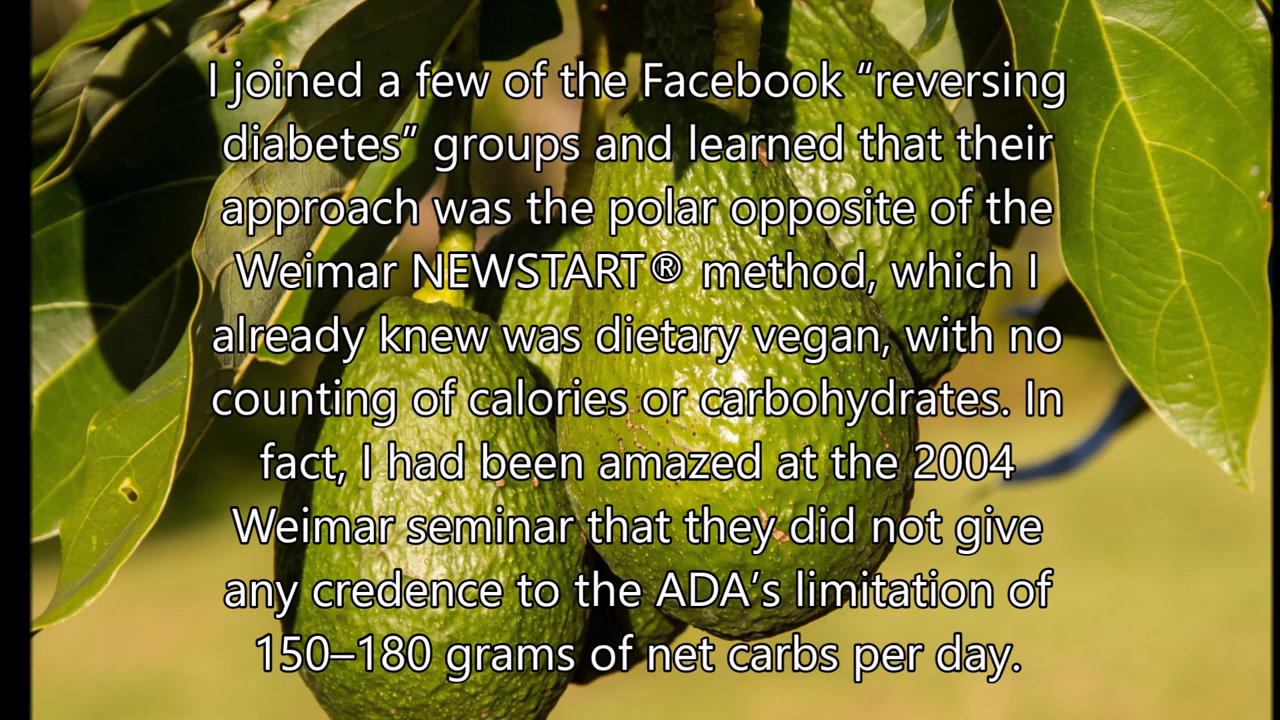 I joined a few of the Facebook “reversing
diabetes” groups and learned that their
approach was the polar opposite of the
Weimar NEWSTART® method, which I
already knew was dietary vegan, with no
counting of calories or carbohydrates. In
fact, I had been amazed at the 2004
Weimar seminar that they did not give
any credence to the ADA’s limitation of
150–180 grams of net carbs per day.